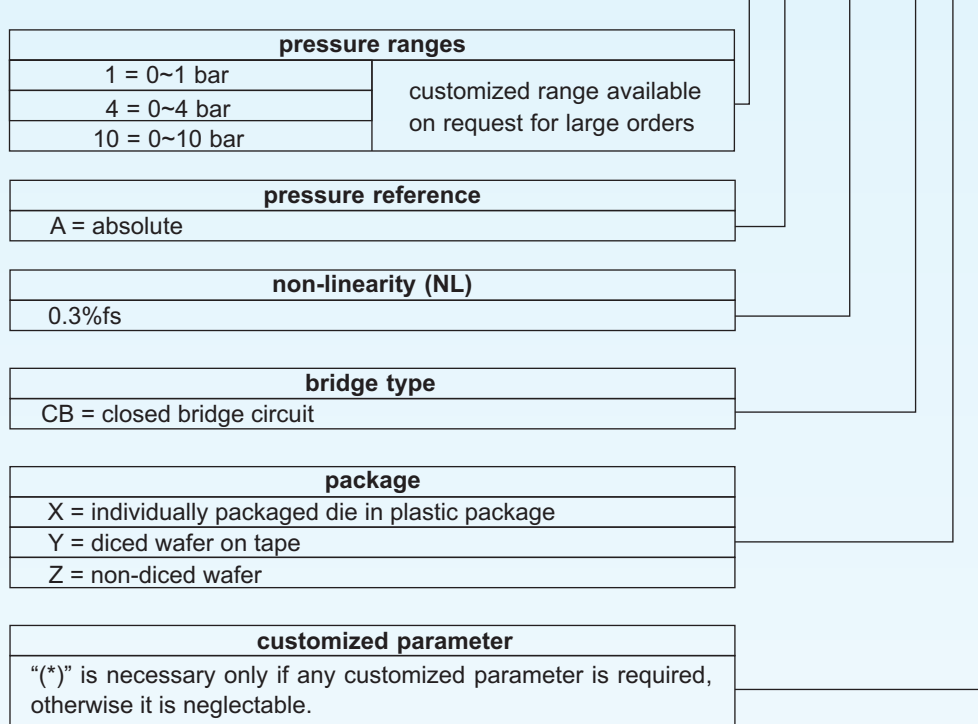 pressure ranges
1 = 0~1 bar
4 = 0~4 bar
10 = 0~10 bar
customized range available
on request for large orders
pressure reference
A = absolute
non-linearity (NL)
0.3%fs
bridge type
CB = closed bridge circuit
package
X = individually packaged die in plastic package
Y = diced wafer on tape
Z = non-diced wafer
customized parameter
“(*)” is necessary only if any customized parameter is required,
otherwise it is neglectable.